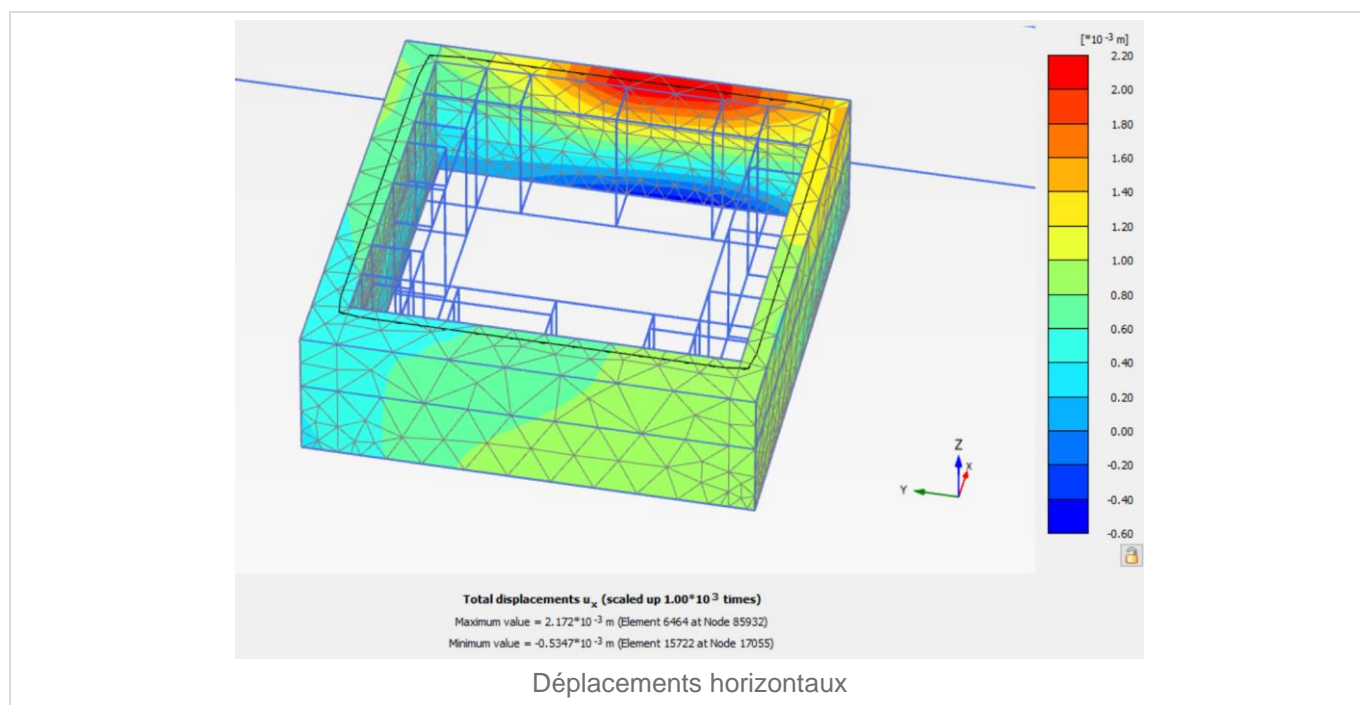 [*10 -3 m]
2.20
2.00
1.80
1.60
1.40
1.20
1.00
0.80
0.60
0.40
0.20
0.00
-0.20
-0.40
-0.60
Z
X
Y
Total displacements ux (scaled up 1.00*10 3 times)
Maximum value = 2.172*10 -3 m (Element 6464 at Node 85932)
Minimum value = -0.5347*10 -3 m (Element 15722 at Node 17055)
Déplacements horizontaux